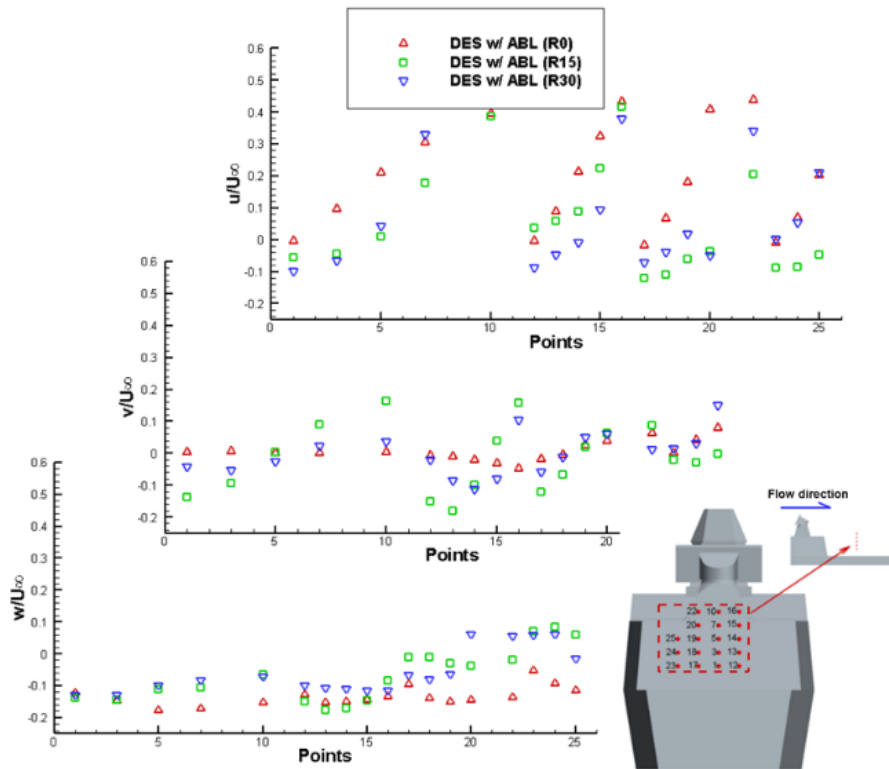 DES w/ ABL (R0)
DES w/ ABL (R15)
DES w/ ABL (R30)
u/U∞
0.6
0.5
0.4
0.3
0.2
0.1
0
-0.1
-0.2
0 5 10 15 20 25
Points
v/U∞
0.6
0.5
0.4
0.3
0.2
0.1
0
-0.1
-0.2
0 5 10 15 20
Points
w/U∞
0.6
0.5
0.4
0.3
0.2
0.1
0
-0.1
-0.2
0 5 10 15 20 25
Points
Flow direction
22 10 16
20 7 15
25 19 5 14
24 18 3 13
23 17 1 12